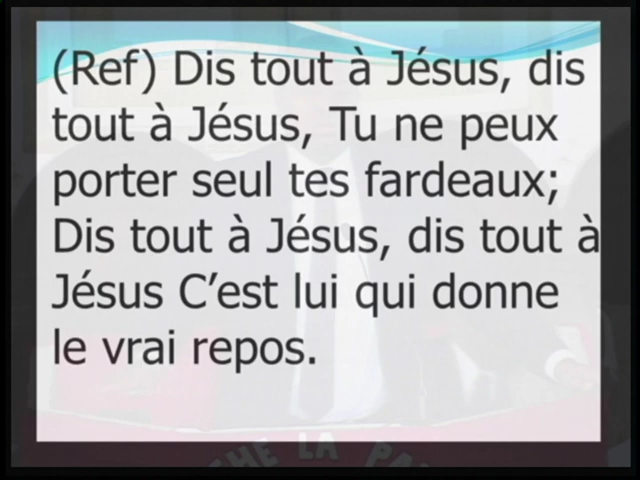 (Ref) Dis tout à Jésus, dis
tout à Jésus, Tu ne peux
porter seul tes fardeaux;
Dis tout à Jésus, dis tout à
Jésus C’est lui qui donne
le vrai repos.
LA